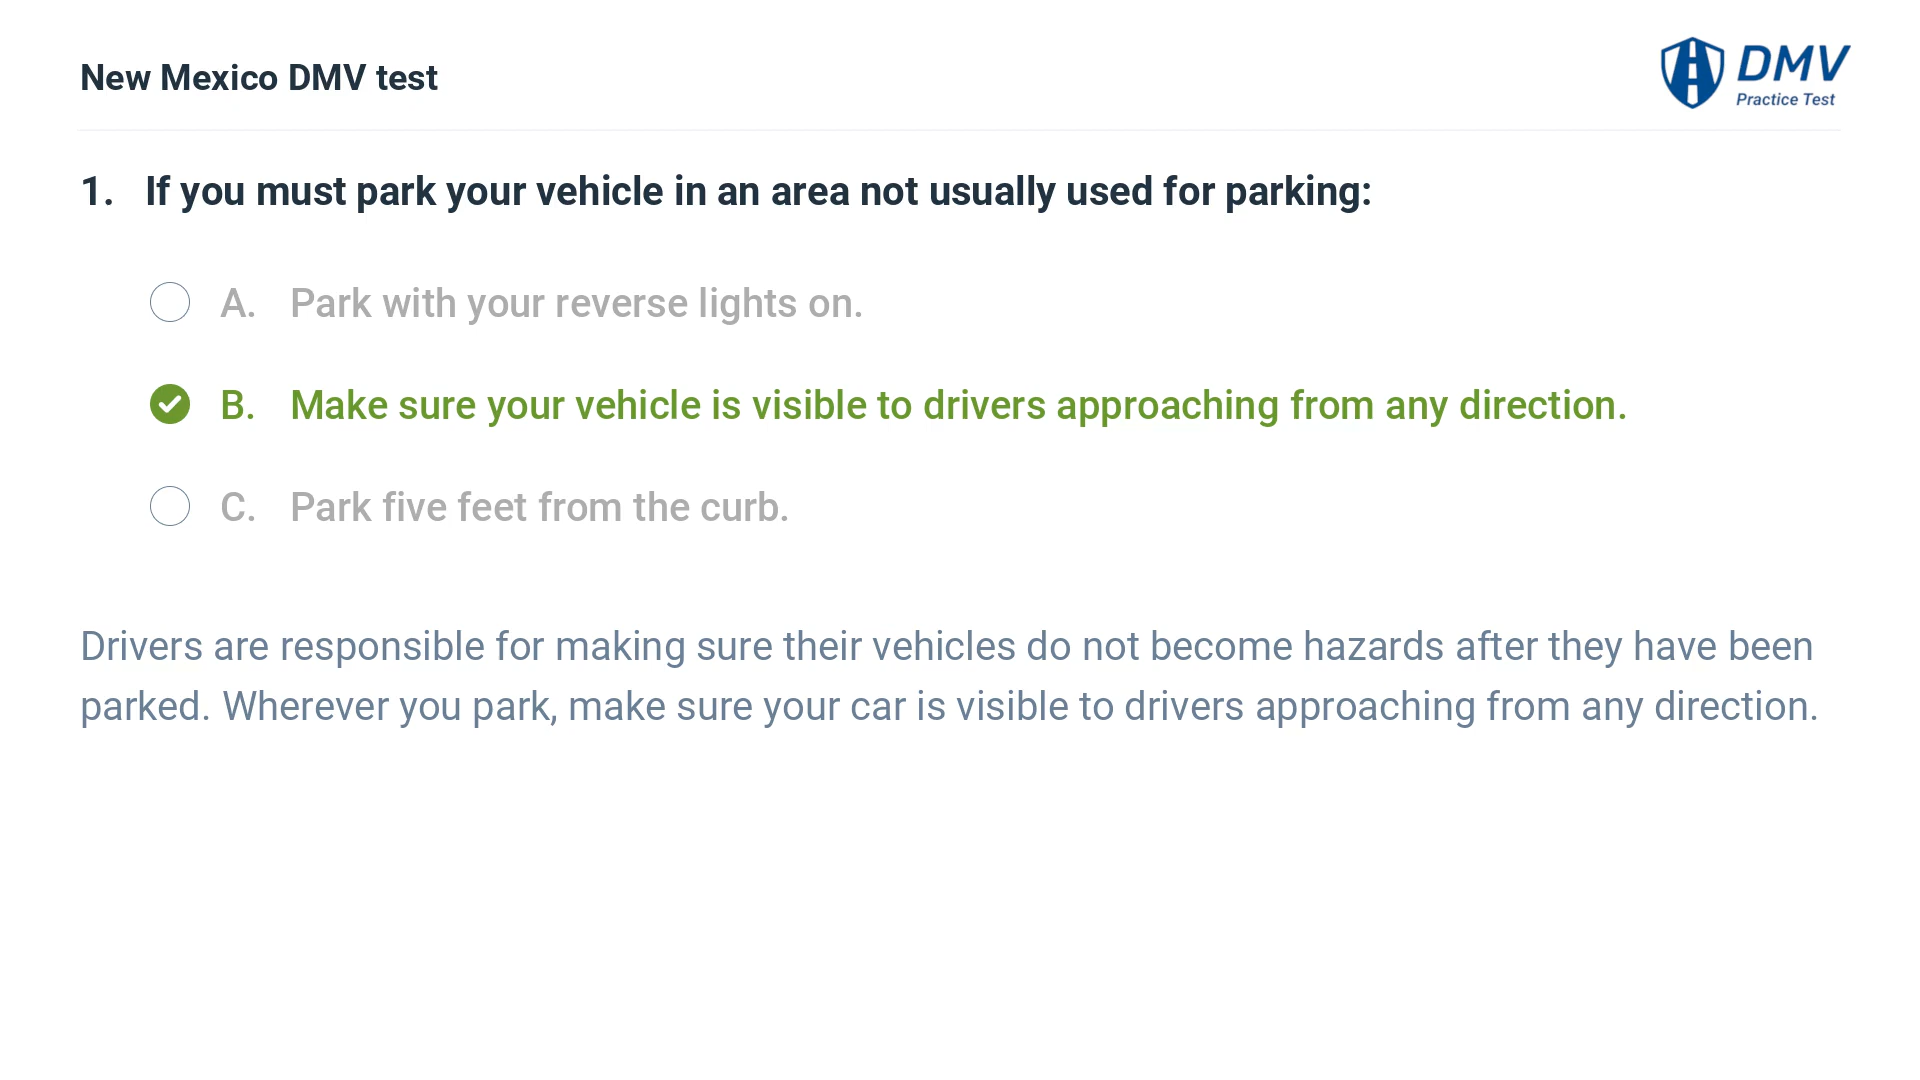 New Mexico DMV test
DMV
Practice Test
1. If you must park your vehicle in an area not usually used for parking:
A. Park with your reverse lights on.
B. Make sure your vehicle is visible to drivers approaching from any direction.
C. Park five feet from the curb.
Drivers are responsible for making sure their vehicles do not become hazards after they have been
parked. Wherever you park, make sure your car is visible to drivers approaching from any direction.